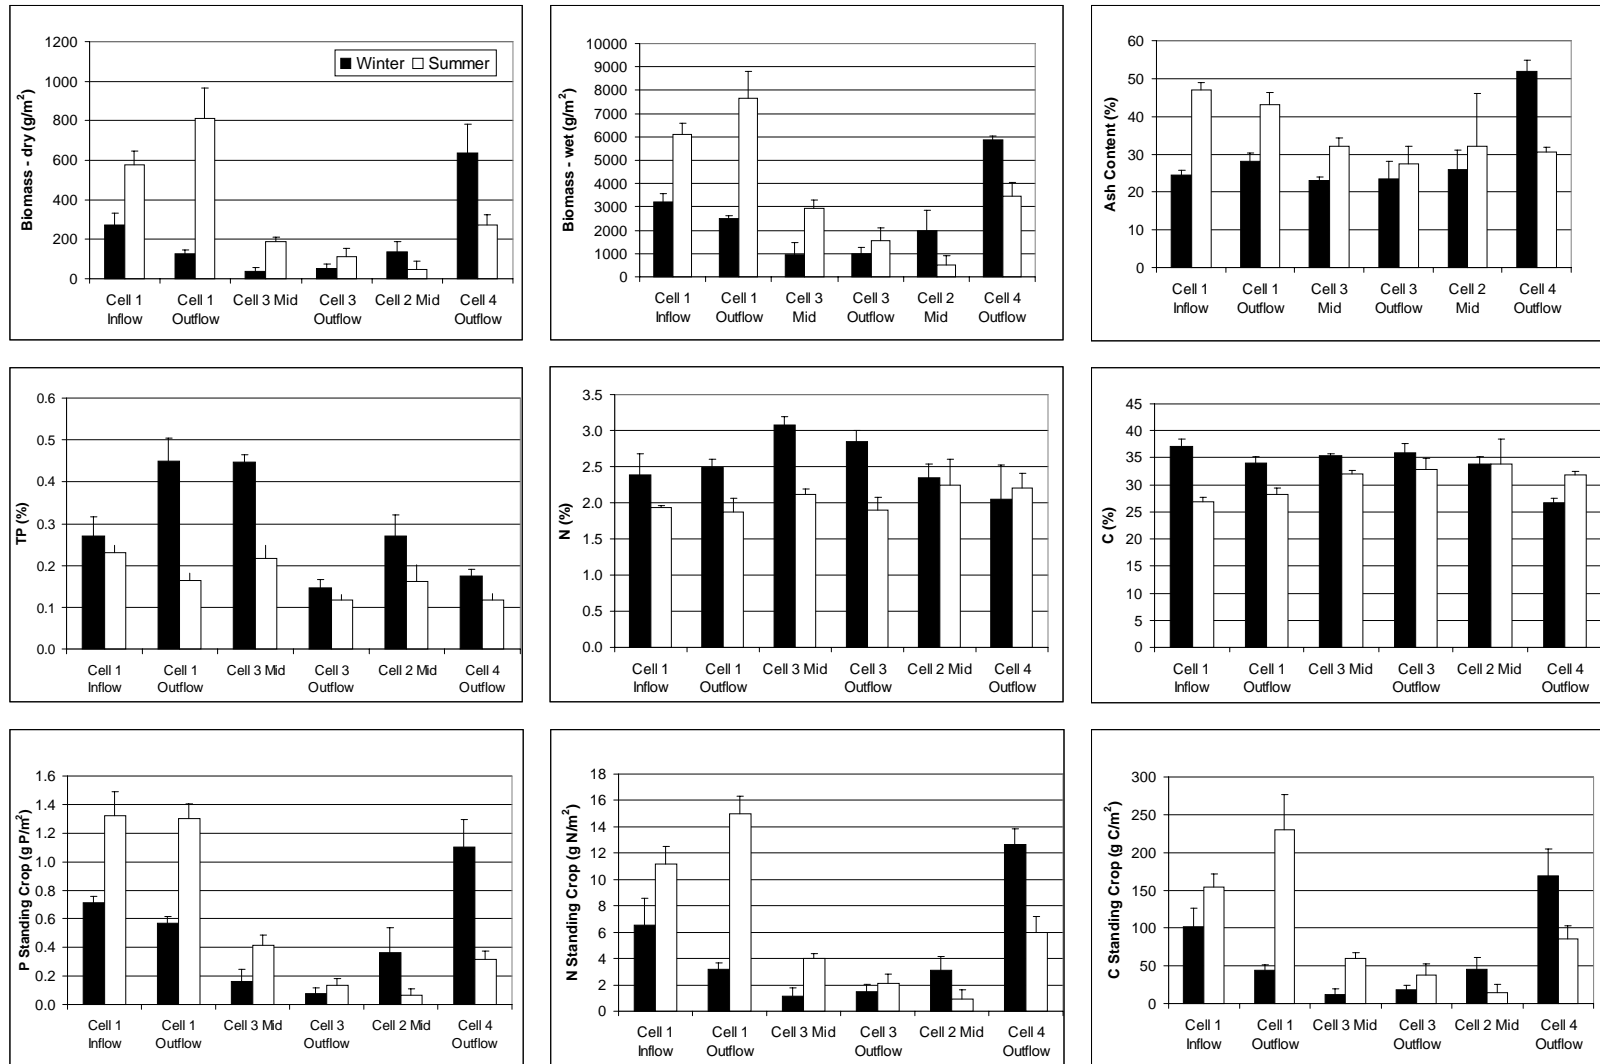 Biomass - dry (g/m²)
1200
1000
800
600
400
200
0
Winter Summer
Cell 1 Cell 1 Cell 3 Mid Cell 3 Cell 2 Mid Cell 4
Inflow Outflow Outflow Outflow
Biomass - wet (g/m²)
10000
9000
8000
7000
6000
5000
4000
3000
2000
1000
0
Cell 1 Cell 1 Cell 3 Cell 3 Cell 2 Cell 4
Inflow Outflow Mid Outflow Mid Outflow
Ash Content (%)
60
50
40
30
20
10
0
Cell 1 Cell 1 Cell 3 Cell 3 Cell 2 Cell 4
Inflow Outflow Mid Outflow Mid Outflow
TP (%)
0.6
0.5
0.4
0.3
0.2
0.1
0.0
Cell 1 Cell 1 Cell 3 Mid Cell 3 Cell 2 Mid Cell 4
Inflow Outflow Outflow Outflow
N (%)
3.5
3.0
2.5
2.0
1.5
1.0
0.5
0.0
Cell 1 Cell 1 Cell 3 Mid Cell 3 Cell 2 Mid Cell 4
Inflow Outflow Outflow Outflow
C (%)
45
40
35
30
25
20
15
10
5
0
Cell 1 Cell 1 Cell 3 Mid Cell 3 Cell 2 Mid Cell 4
Inflow Outflow Outflow Outflow
P Standing Crop (g P/m²)
1.6
1.4
1.2
1.0
0.8
0.6
0.4
0.2
0.0
Cell 1 Cell 1 Cell 3 Mid Cell 3 Cell 2 Mid Cell 4
Inflow Outflow Outflow Outflow
N Standing Crop (g N/m²)
18
16
14
12
10
8
6
4
2
0
Cell 1 Cell 1 Cell 3 Mid Cell 3 Cell 2 Mid Cell 4
Inflow Outflow Outflow Outflow
C Standing Crop (g C/m²)
300
250
200
150
100
50
0
Cell 1 Cell 1 Cell 3 Mid Cell 3 Cell 2 Mid Cell 4
Inflow Outflow Outflow Outflow